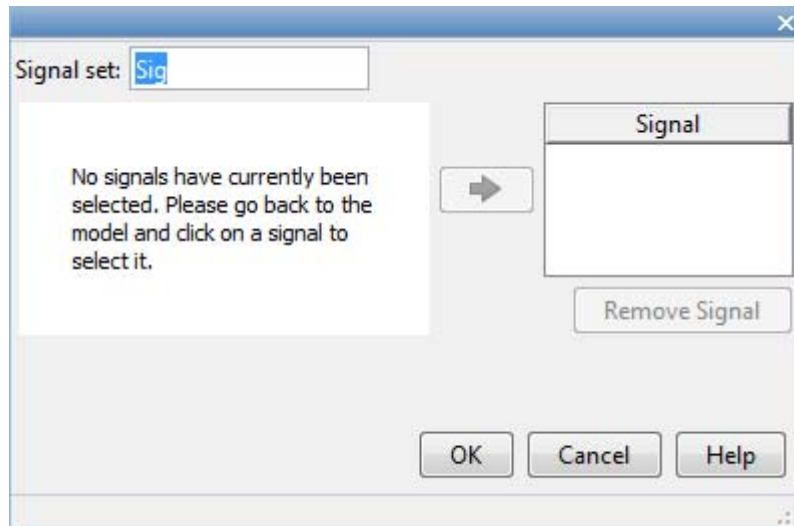 Signal set: Sig
No signals have currently been
selected. Please go back to the
model and click on a signal to
select it.
Signal
Remove Signal
OK Cancel Help